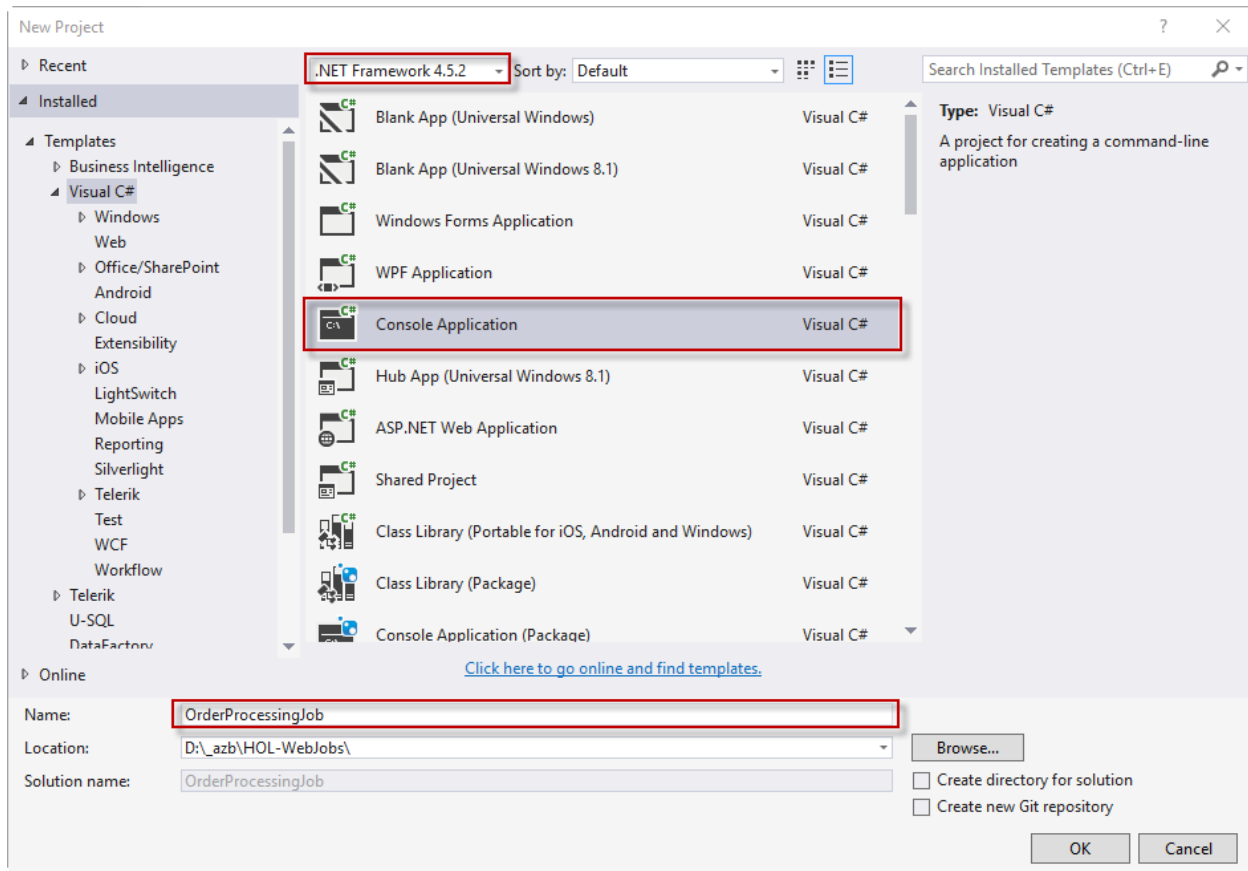 New Project
?
Recent
Installed
Templates
Business Intelligence
Visual C#
Windows
Web
Office/SharePoint
Android
Cloud
Extensibility
iOS
LightSwitch
Mobile Apps
Reporting
Silverlight
Telerik
Test
WCF
Workflow
Telerik
U-SQL
DataFactory
Online
.NET Framework 4.5.2 Sort by: Default
C# Blank App (Universal Windows) Visual C#
C# Blank App (Universal Windows 8.1) Visual C#
C# Windows Forms Application Visual C#
C# WPF Application Visual C#
C# C:\ Console Application Visual C#
C# Hub App (Universal Windows 8.1) Visual C#
C# ASP.NET Web Application Visual C#
C# Shared Project Visual C#
C# Class Library (Portable for iOS, Android and Windows) Visual C#
Class Library (Package) Visual C#
Console Application (Package) Visual C#
Click here to go online and find templates.
Search Installed Templates (Ctrl+E)
Type: Visual C#
A project for creating a command-line
application
Name: OrderProcessingJob
Location: D:\_azb\HOL-WebJobs\ Browse...
Solution name: OrderProcessingJob
Create directory for solution
Create new Git repository
OK Cancel